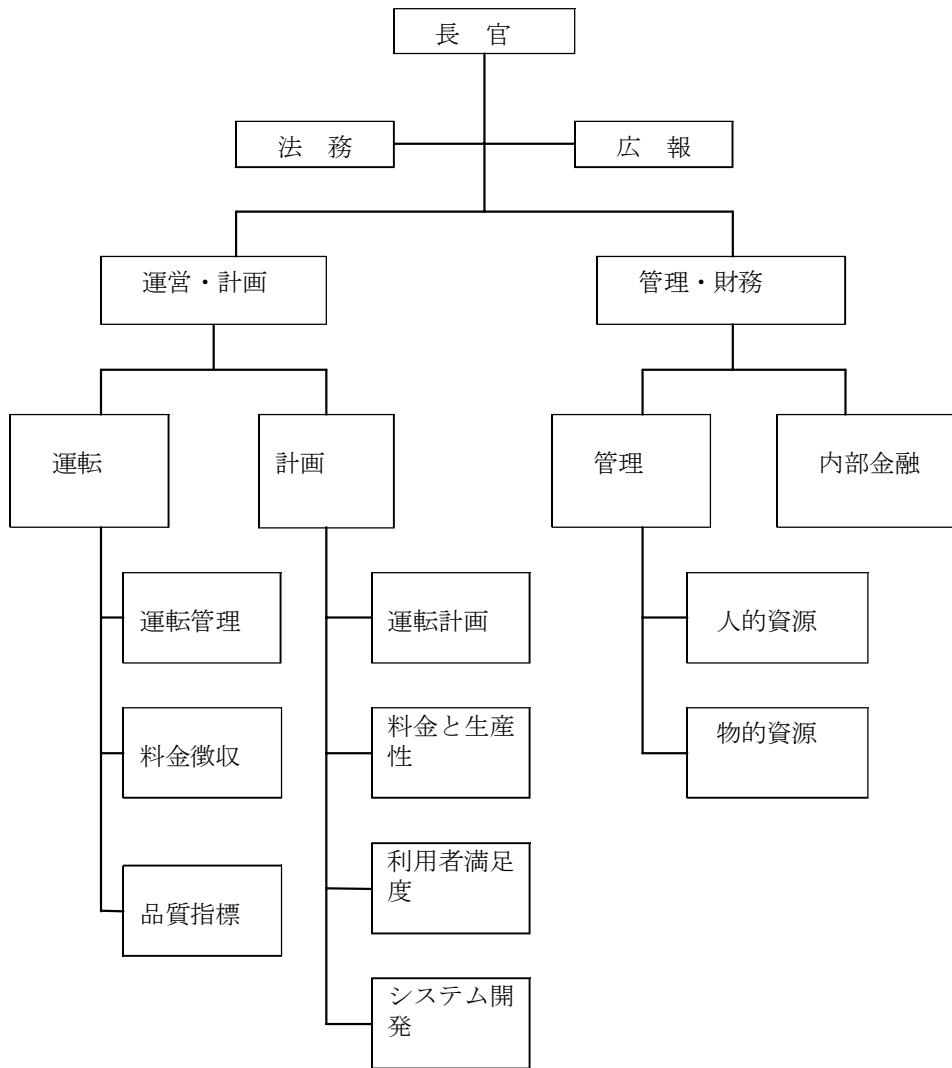 長　官
法　務
広　報
運営・計画
管理・財務
運転
計画
管理
内部金融
運転管理
運転計画
人的資源
料金徴収
料金と生産
性
物的資源
品質指標
利用者満足
度
システム開
発